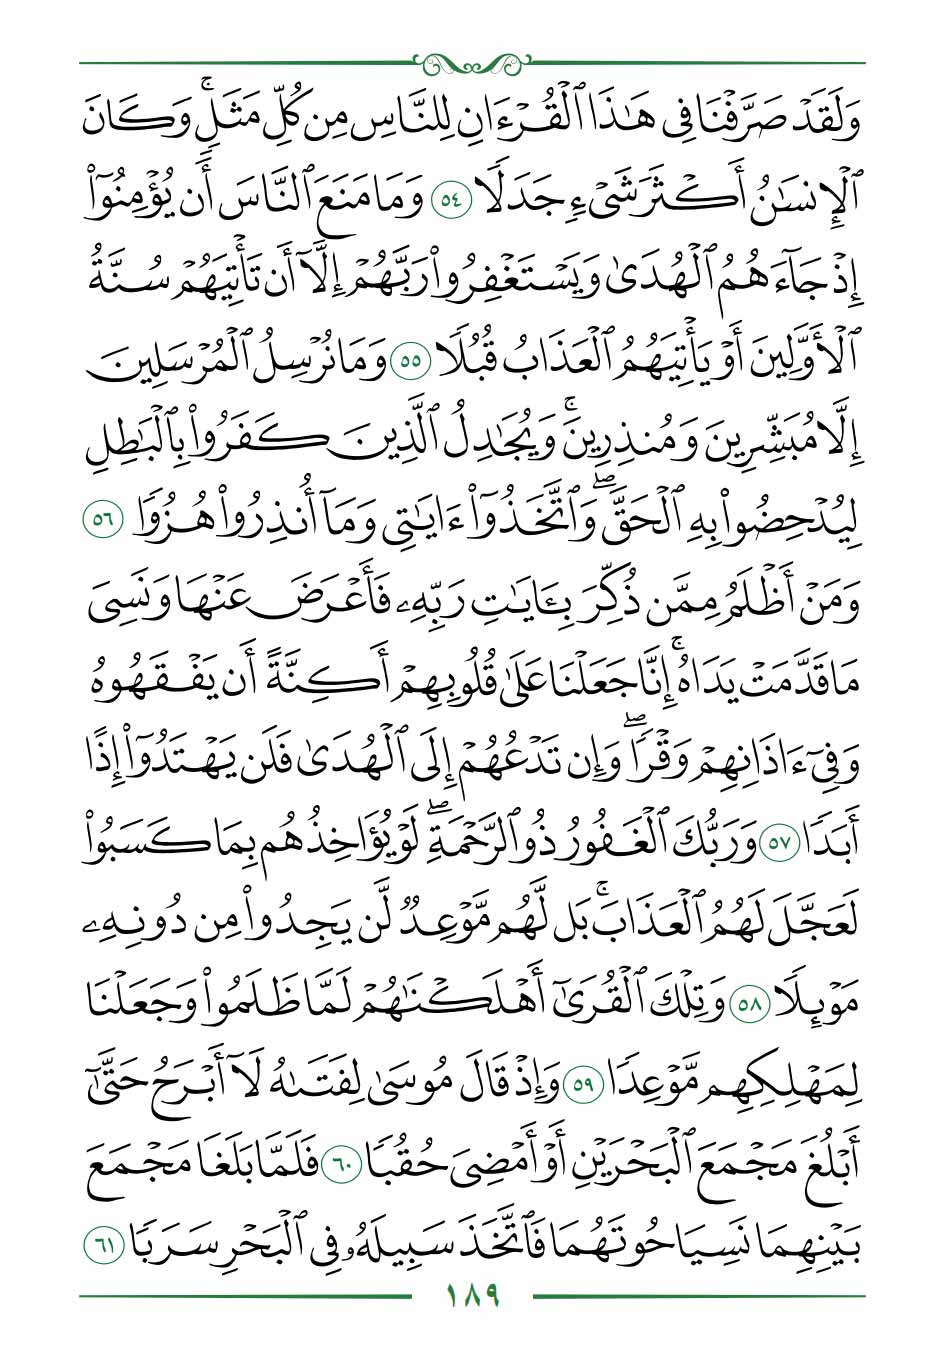 وَلَقَدۡ صَرَّفۡنَا فِي هَٰذَا ٱلۡقُرۡءَانِ لِلنَّاسِ مِن كُلِّ مَثَلٖۚ وَكَانَ
ٱلۡإِنسَٰنُ أَكۡثَرَ شَيۡءٖ جَدَلٗا ٥٤ وَمَا مَنَعَ ٱلنَّاسَ أَن يُؤۡمِنُوٓاْ
إِذۡ جَآءَهُمُ ٱلۡهُدَىٰ وَيَسۡتَغۡفِرُواْ رَبَّهُمۡ إِلَّآ أَن تَأۡتِيَهُمۡ سُنَّةُ
ٱلۡأَوَّلِينَ أَوۡ يَأۡتِيَهُمُ ٱلۡعَذَابُ قُبُلٗا ٥٥ وَمَا نُرۡسِلُ ٱلۡمُرۡسَلِينَ
إِلَّا مُبَشِّرِينَ وَمُنذِرِينَۚ وَيُجَٰدِلُ ٱلَّذِينَ كَفَرُواْ بِٱلۡبَٰطِلِ
لِيُدۡحِضُواْ بِهِ ٱلۡحَقَّۖ وَٱتَّخَذُوٓاْ ءَايَٰتِي وَمَآ أُنذِرُواْ هُزُوٗا ٥٦
وَمَنۡ أَظۡلَمُ مِمَّن ذُكِّرَ بِـَٔايَٰتِ رَبِّهِۦ فَأَعۡرَضَ عَنۡهَا وَنَسِيَ
مَا قَدَّمَتۡ يَدَاهُۚ إِنَّا جَعَلۡنَا عَلَىٰ قُلُوبِهِمۡ أَكِنَّةً أَن يَفۡقَهُوهُ
وَفِيٓ ءَاذَانِهِمۡ وَقۡرٗاۖ وَإِن تَدۡعُهُمۡ إِلَى ٱلۡهُدَىٰ فَلَن يَهۡتَدُوٓاْ إِذًا
أَبَدٗا ٥٧ وَرَبُّكَ ٱلۡغَفُورُ ذُو ٱلرَّحۡمَةِۖ لَوۡ يُؤَاخِذُهُم بِمَا كَسَبُواْ
لَعَجَّلَ لَهُمُ ٱلۡعَذَابَۚ بَل لَّهُم مَّوۡعِدٞ لَّن يَجِدُواْ مِن دُونِهِۦ
مَوۡئِلٗا ٥٨ وَتِلۡكَ ٱلۡقُرَىٰٓ أَهۡلَكۡنَٰهُمۡ لَمَّا ظَلَمُواْ وَجَعَلۡنَا
لِمَهۡلِكِهِم مَّوۡعِدٗا ٥٩ وَإِذۡ قَالَ مُوسَىٰ لِفَتَىٰهُ لَآ أَبۡرَحُ حَتَّىٰٓ
أَبۡلُغَ مَجۡمَعَ ٱلۡبَحۡرَيۡنِ أَوۡ أَمۡضِيَ حُقُبٗا ٦٠ فَلَمَّا بَلَغَا مَجۡمَعَ
بَيۡنِهِمَا نَسِيَا حُوتَهُمَا فَٱتَّخَذَ سَبِيلَهُۥ فِي ٱلۡبَحۡرِ سَرَبٗا ٦١
١٨٩